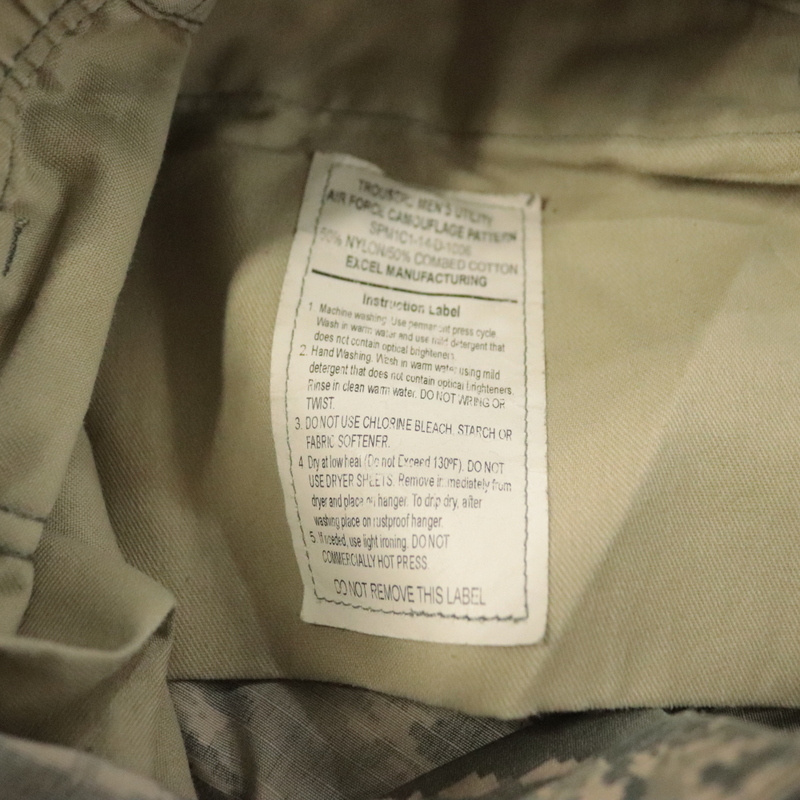 TROUSERS, MEN'S UTILITY
AIR FORCE CAMOUFLAGE PATTERN
SPM1C1-14-D-1006
50% NYLON/50% COMBED COTTON
EXCEL MANUFACTURING
Instruction Label
1. Machine washing: Use permanent press cycle
Wash in warm water and use mild detergent that
does not contain optical brighteners.
2. Hand Washing. Wash in warm water using mild
detergent that does not contain optical brighteners.
Rinse in clean warm water. DO NOT WRING OR
TWIST.
3. DO NOT USE CHLORINE BLEACH, STARCH OR
FABRIC SOFTENER.
4. Dry at low heat (Do not Exceed 130ºF). DO NOT
USE DRYER SHEETS. Remove immediately from
dryer and place on hanger. To drip dry, after
washing place on rustproof hanger.
5. If needed, use light ironing. DO NOT
COMMERCIALLY HOT PRESS
DO NOT REMOVE THIS LABEL